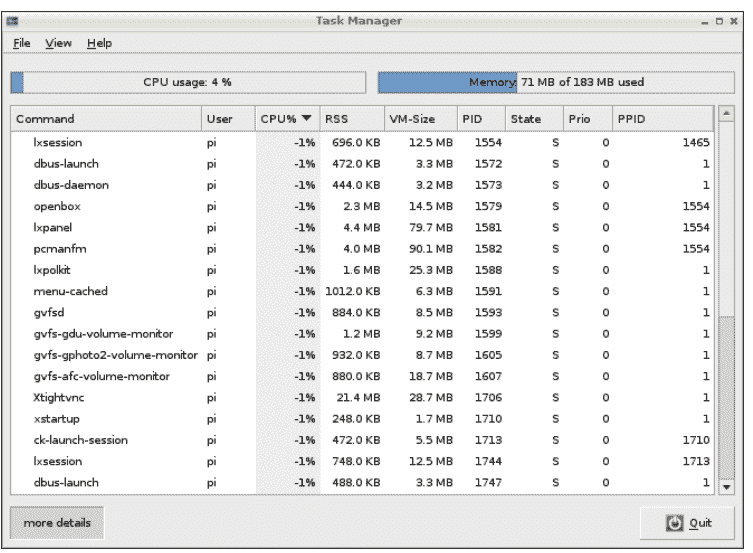 Task Manager
File View Help
CPU usage: 4 % Memory: 71 MB of 183 MB used
Command User CPU% RSS VM-Size PID State Prio PPID
lxsession pi -1% 696.0 KB 12.5 MB 1554 S 0 1465
dbus-launch pi -1% 472.0 KB 3.3 MB 1572 S 0 1
dbus-daemon pi -1% 444.0 KB 3.2 MB 1573 S 0 1
openbox pi -1% 2.3 MB 14.5 MB 1579 S 0 1554
lxpanel pi -1% 4.4 MB 79.7 MB 1581 S 0 1554
pcmanfm pi -1% 4.0 MB 90.1 MB 1582 S 0 1554
lxpolkit pi -1% 1.6 MB 25.3 MB 1588 S 0 1
menu-cached pi -1% 1012.0 KB 6.3 MB 1591 S 0 1
gvfsd pi -1% 884.0 KB 8.5 MB 1593 S 0 1
gvfs-gdu-volume-monitor pi -1% 1.2 MB 9.2 MB 1599 S 0 1
gvfs-gphoto2-volume-monitor pi -1% 932.0 KB 8.7 MB 1605 S 0 1
gvfs-afc-volume-monitor pi -1% 880.0 KB 18.7 MB 1607 S 0 1
Xtightvnc pi -1% 21.4 MB 28.7 MB 1706 S 0 1
xstartup pi -1% 248.0 KB 1.7 MB 1710 S 0 1
ck-launch-session pi -1% 472.0 KB 5.5 MB 1713 S 0 1710
lxsession pi -1% 748.0 KB 12.5 MB 1744 S 0 1713
dbus-launch pi -1% 488.0 KB 3.3 MB 1747 S 0 1
more details Quit